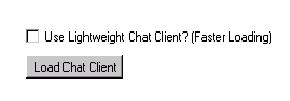 Use Lightweight Chat Client? (Faster Loading)
Load Chat Client